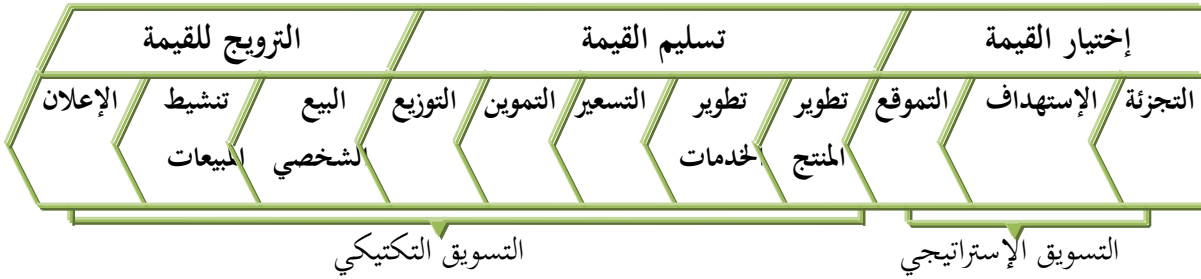 إختيار القيمة تسليم القيمة الترويج للقيمة
التجزئة الإستهداف التموقع تطوير تطوير التسعير التموين التوزيع البيع تنشيط الإعلان
المنتج الخدمات الشخصي المبيعات
التسويق الإستراتيجي التسويق التكتيكي